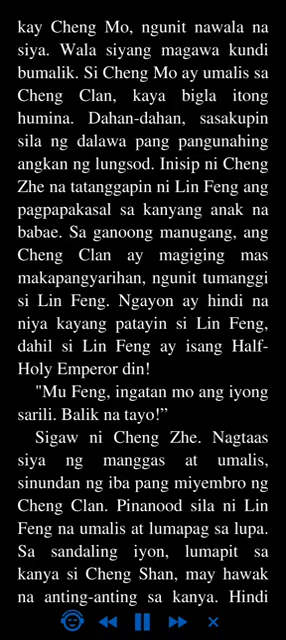 kay Cheng Mo, ngunit nawala na
siya. Wala siyang magawa kundi
bumalik. Si Cheng Mo ay umalis sa
Cheng Clan, kaya bigla itong
humina. Dahan-dahan, sasakupin
sila ng dalawa pang pangunahing
angkan ng lungsod. Inisip ni Cheng
Zhe na tatanggapin ni Lin Feng ang
pagpapakasal sa kanyang anak na
babae. Sa ganoong manugang, ang
Cheng Clan ay magiging mas
makapangyarihan, ngunit tumanggi
si Lin Feng. Ngayon ay hindi na
niya kayang patayin si Lin Feng,
dahil si Lin Feng ay isang Half-
Holy Emperor din!
"Mu Feng, ingatan mo ang iyong
sarili. Balik na tayo!”
Sigaw ni Cheng Zhe. Nagtaas
siya ng manggas at umalis,
sinundan ng iba pang miyembro ng
Cheng Clan. Pinanood sila ni Lin
Feng na umalis at lumapag sa lupa.
Sa sandaling iyon, lumapit sa
kanya si Cheng Shan, may hawak
na anting-anting sa kanya. Hindi